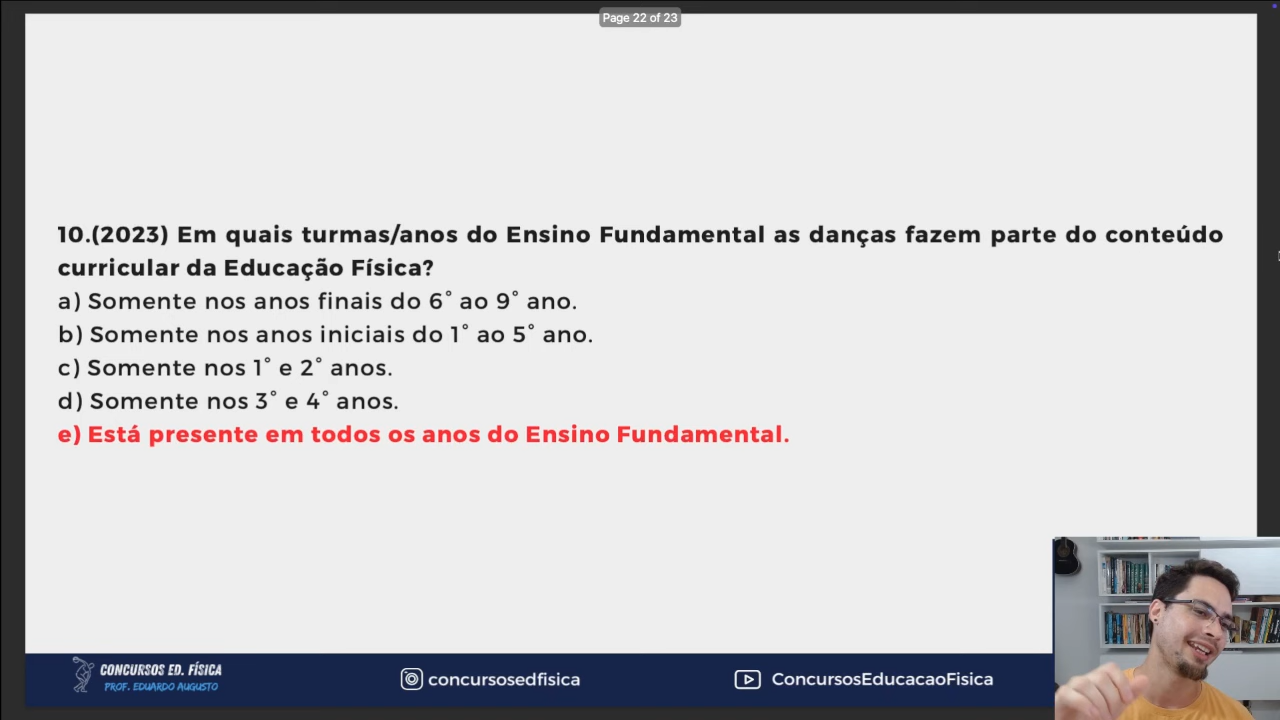 Page 22 of 23
10.(2023) Em quais turmas/anos do Ensino Fundamental as danças fazem parte do conteúdo
curricular da Educação Física?
a) Somente nos anos finais do 6° ao 9° ano.
b) Somente nos anos iniciais do 1° ao 5° ano.
c) Somente nos 1° e 2° anos.
d) Somente nos 3° e 4° anos.
e) Está presente em todos os anos do Ensino Fundamental.
CONCURSOS ED. FÍSICA
PROF. EDUARDO AUGUSTO
concursosedfisica
ConcursosEducacaoFisica